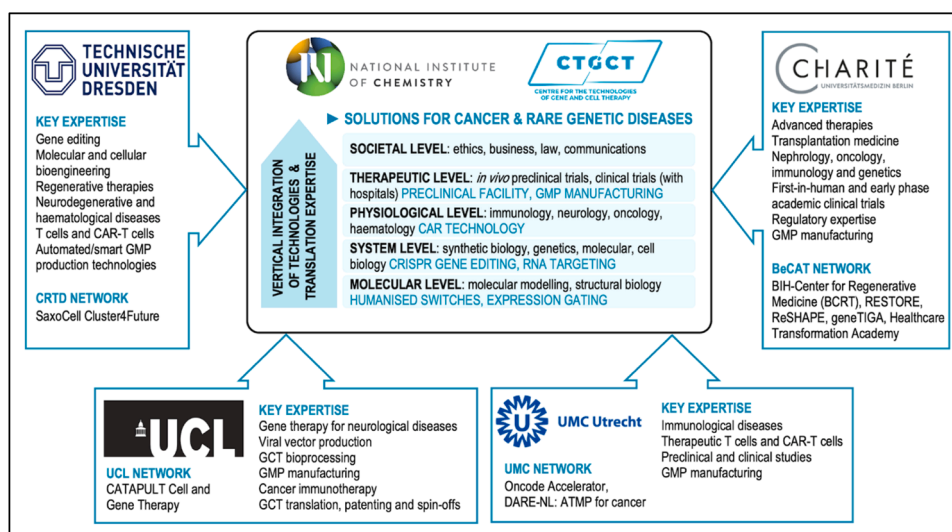 TECHNISCHE
UNIVERSITÄT
DRESDEN
KEY EXPERTISE
Gene editing
Molecular and cellular
bioengineering
Regenerative therapies
Neurodegenerative and
haematological diseases
T cells and CAR-T cells
Automated/smart GMP
production technologies
CRTD NETWORK
SaxoCell Cluster4Future
NATIONAL INSTITUTE
OF CHEMISTRY
CTGCT
CENTRE FOR THE TECHNOLOGIES
OF GENE AND CELL THERAPY
SOLUTIONS FOR CANCER & RARE GENETIC DISEASES
VERTICAL INTEGRATION
OF TECHNOLOGIES &
TRANSLATION EXPERTISE
SOCIETAL LEVEL: ethics, business, law, communications
THERAPEUTIC LEVEL: in vivo preclinical trials, clinical trials (with
hospitals) PRECLINICAL FACILITY, GMP MANUFACTURING
PHYSIOLOGICAL LEVEL: immunology, neurology, oncology,
haematology CAR TECHNOLOGY
SYSTEM LEVEL: synthetic biology, genetics, molecular, cell
biology CRISPR GENE EDITING, RNA TARGETING
MOLECULAR LEVEL: molecular modelling, structural biology
HUMANISED SWITCHES, EXPRESSION GATING
CHARITÉ
UNIVERSITÄTSMEDIZIN BERLIN
KEY EXPERTISE
Advanced therapies
Transplantation medicine
Nephrology, oncology,
immunology and genetics
First-in-human and early phase
academic clinical trials
Regulatory expertise
GMP manufacturing
BeCAT NETWORK
BIH-Center for Regenerative
Medicine (BCRT), RESTORE,
ReSHAPE, geneTIGA, Healthcare
Transformation Academy
UCL
UCL NETWORK
CATAPULT Cell and
Gene Therapy
KEY EXPERTISE
Gene therapy for neurological diseases
Viral vector production
GCT bioprocessing
GMP manufacturing
Cancer immunotherapy
GCT translation, patenting and spin-offs
U
UMC Utrecht
UMC NETWORK
Oncode Accelerator,
DARE-NL: ATMP for cancer
KEY EXPERTISE
Immunological diseases
Therapeutic T cells and CAR-T cells
Preclinical and clinical studies
GMP manufacturing